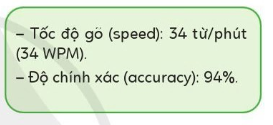 – Tốc độ gõ (speed): 34 từ/phút
(34 WPM).
– Độ chính xác (accuracy): 94%.